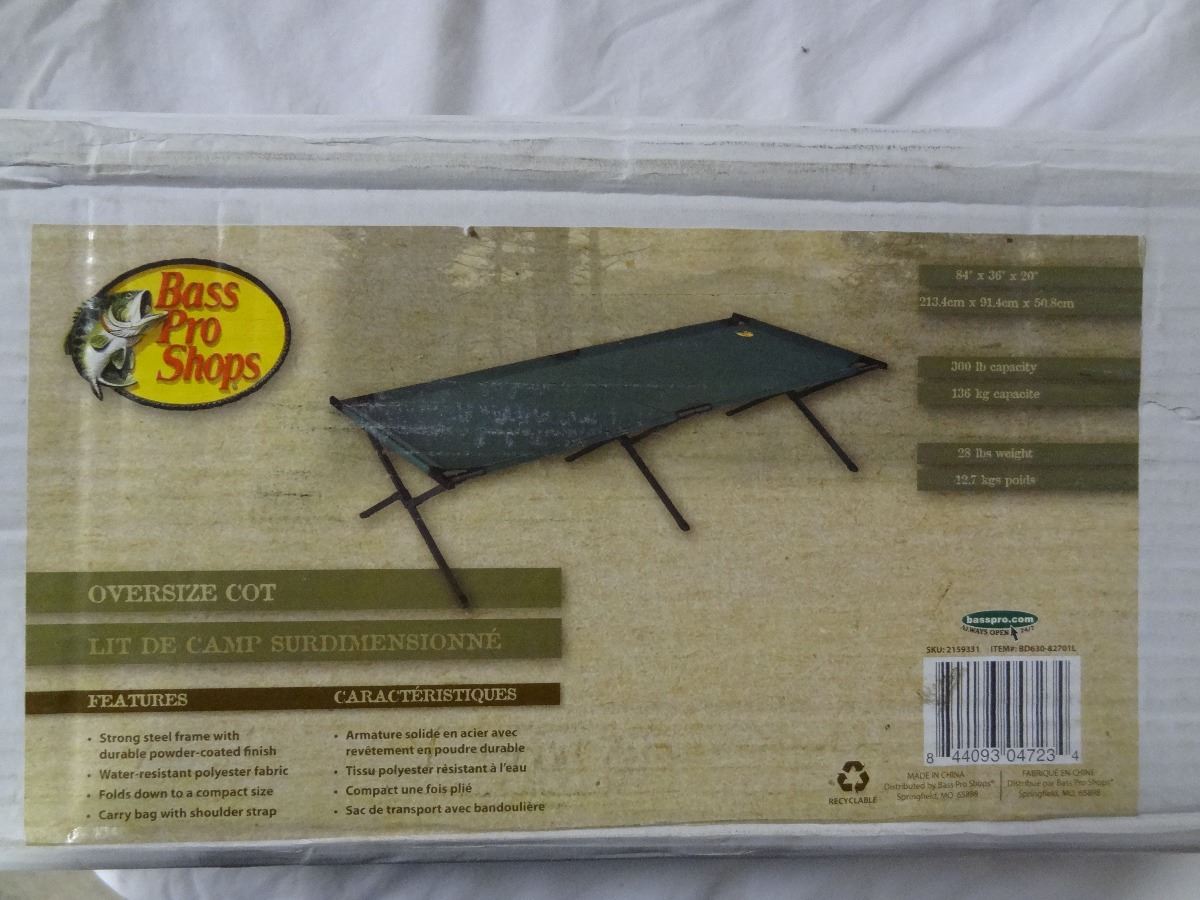 Bass
Pro
Shops
84" x 36" x 20"
213.4cm x 91.4cm x 50.8cm
300 lb capacity
136 kg capacite
28 lbs weight
12.7 kgs poids
OVERSIZE COT
LIT DE CAMP SURDIMENSIONNÉ
FEATURES
• Strong steel frame with
durable powder-coated finish
• Water-resistant polyester fabric
• Folds down to a compact size
• Carry bag with shoulder strap
CARACTÉRISTIQUES
• Armature solide en acier avec
revêtement en poudre durable
• Tissu polyester résistant à l'eau
• Compact une fois plié
• Sac de transport avec bandoulière
basspro.com
ALWAYS OPEN 24/7
SKU: 2159331 ITEM#: BD630-82701L
8 44093 04723 4
RECYCLABLE
MADE IN CHINA
Distributed by Bass Pro Shops®
Springfield, MO 65898
FABRIQUÉ EN CHINE
Distribué par Bass Pro Shops®
Springfield, MO, 65898